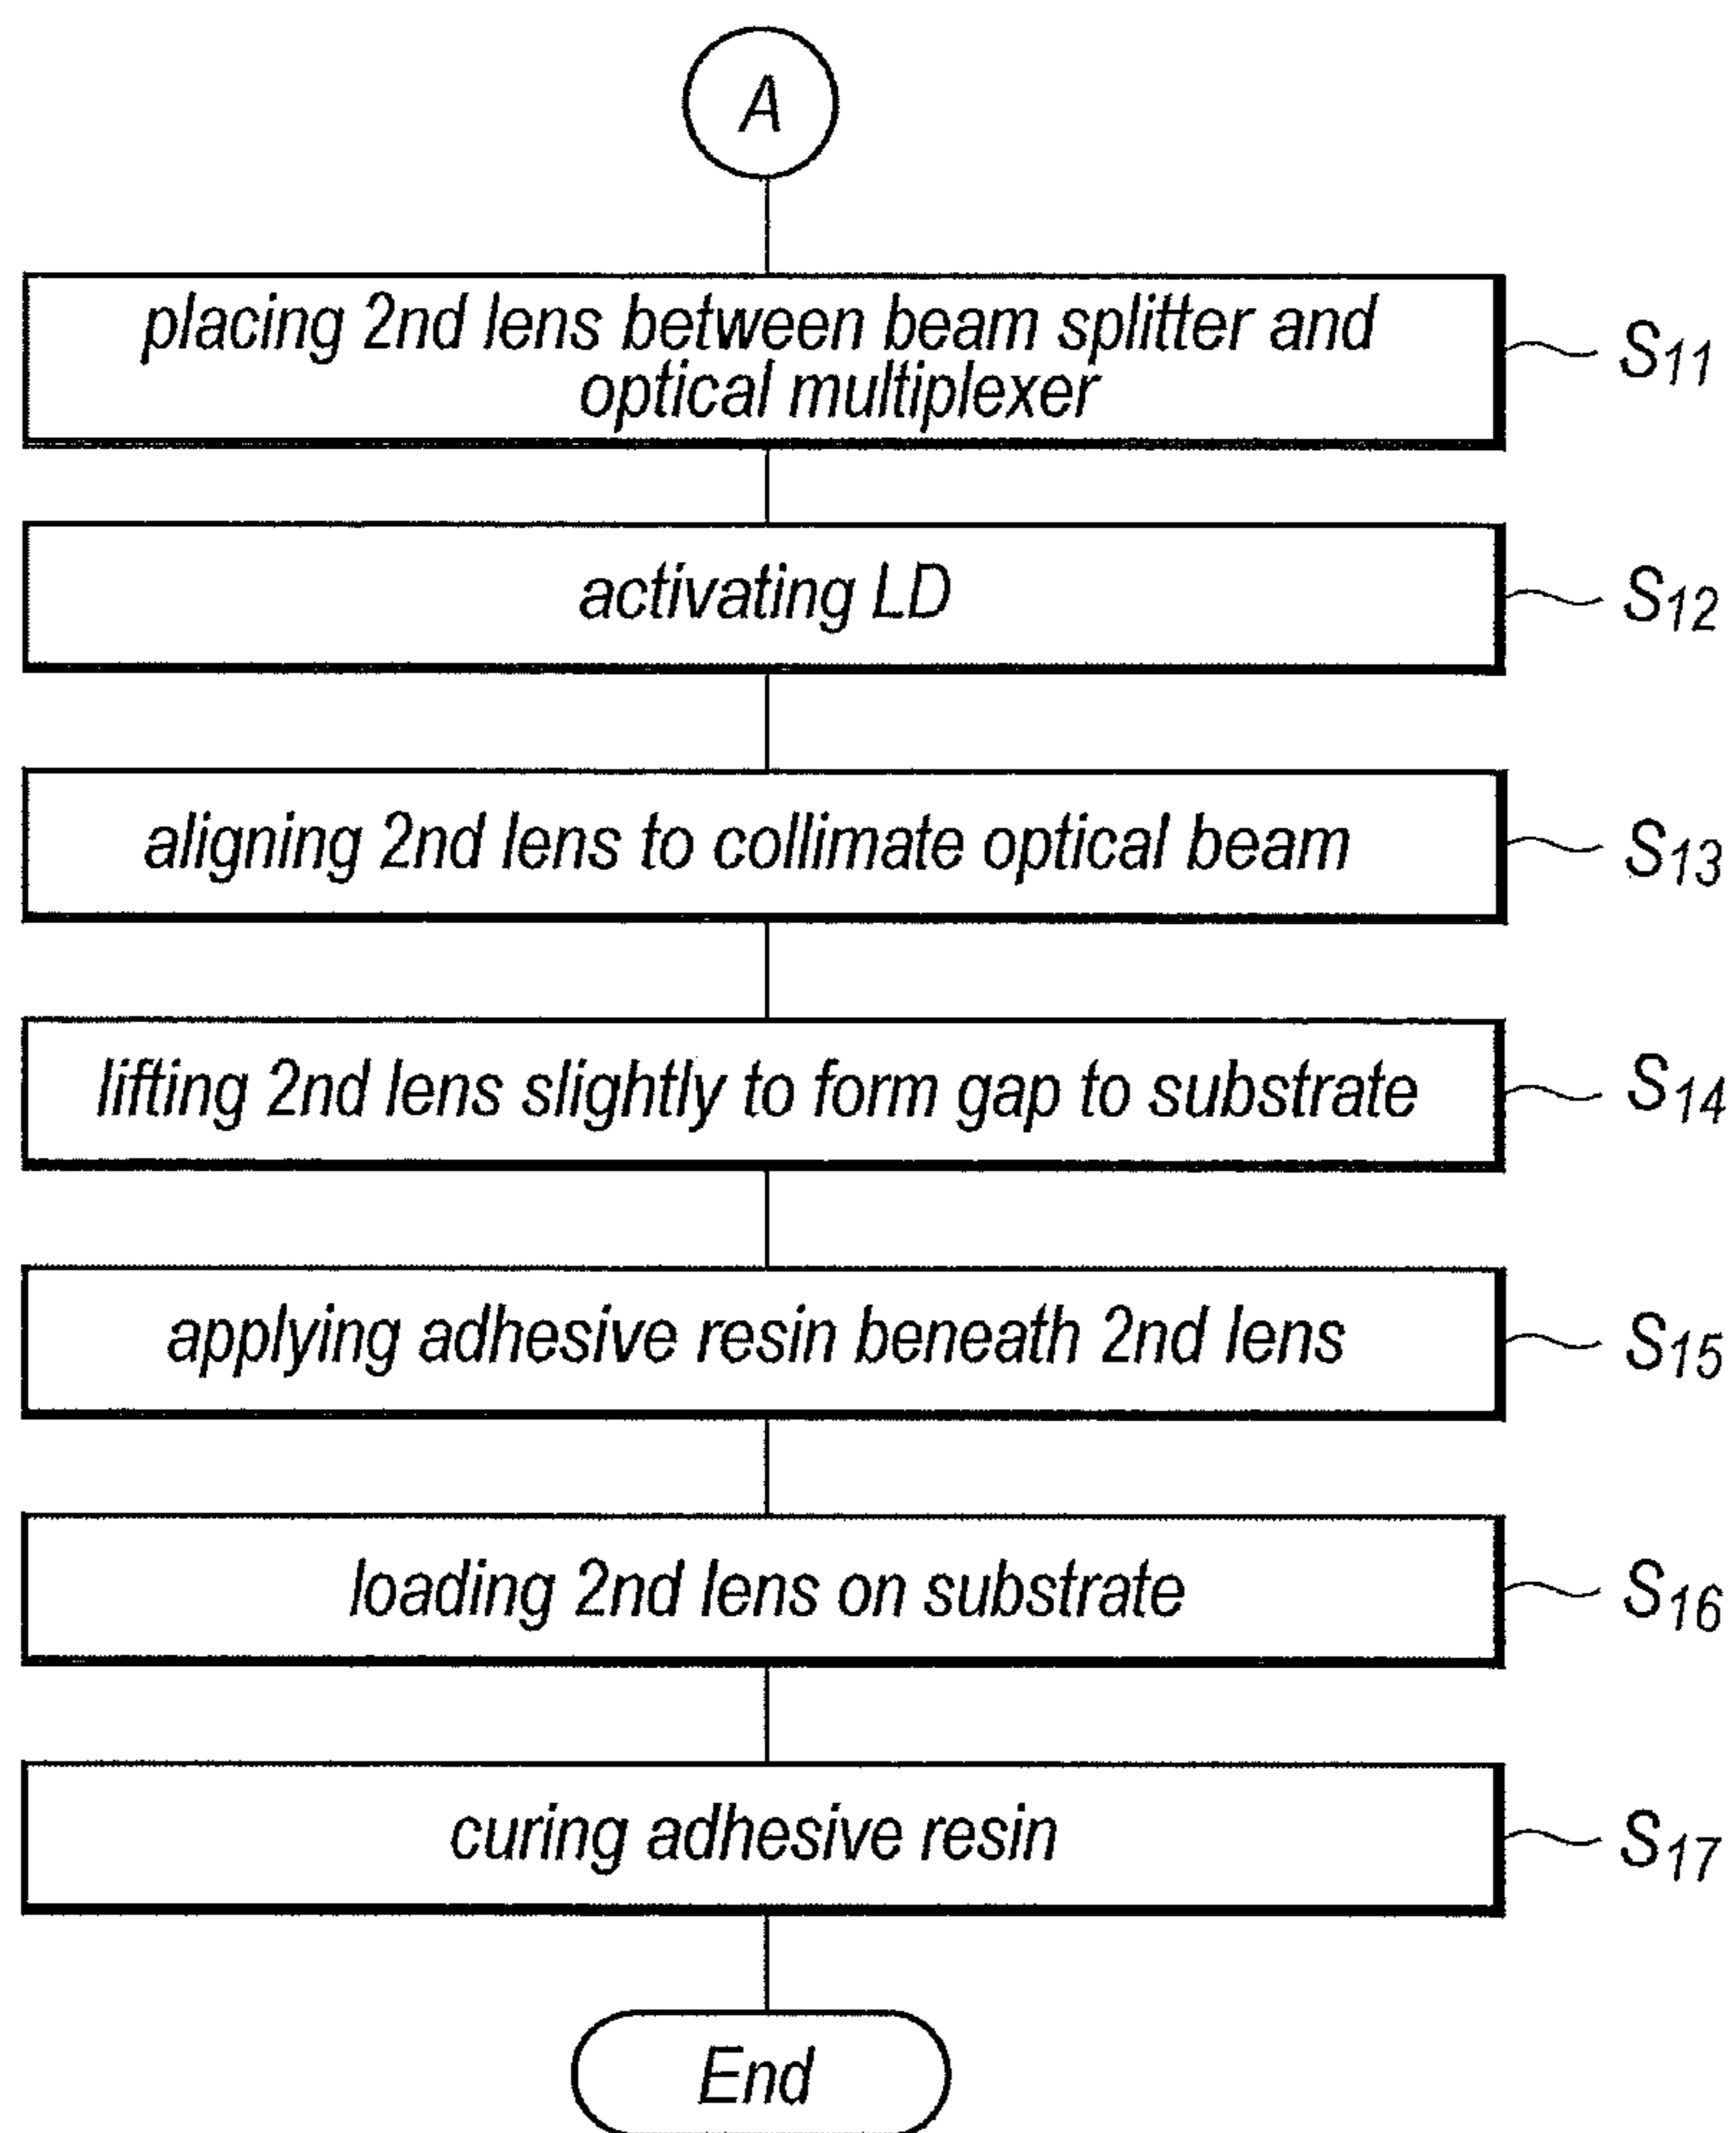 A
placing 2nd lens between beam splitter and
optical multiplexer
S11
activating LD
S12
aligning 2nd lens to collimate optical beam
S13
lifting 2nd lens slightly to form gap to substrate
S14
applying adhesive resin beneath 2nd lens
S15
loading 2nd lens on substrate
S16
curing adhesive resin
S17
End